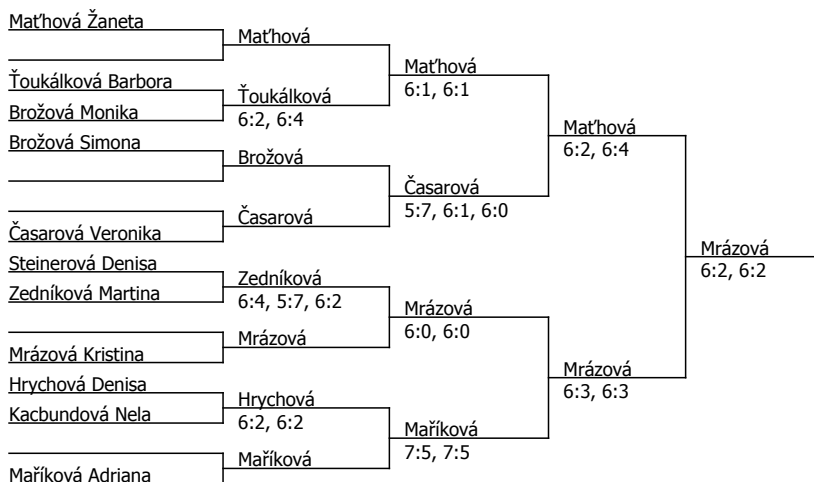 Maťhová Žaneta
Maťhová
Maťhová
6:1, 6:1
Ťoukálková Barbora
Ťoukálková
6:2, 6:4
Brožová Monika
Maťhová
6:2, 6:4
Brožová Simona
Brožová
Časarová
5:7, 6:1, 6:0
Časarová
Časarová Veronika
Mrázová
6:2, 6:2
Steinerová Denisa
Zedníková
6:4, 5:7, 6:2
Zedníková Martina
Mrázová
6:0, 6:0
Mrázová
Mrázová Kristina
Mrázová
6:3, 6:3
Hrychová Denisa
Hrychová
6:2, 6:2
Kacbundová Nela
Maříková
7:5, 7:5
Maříková
Maříková Adriana